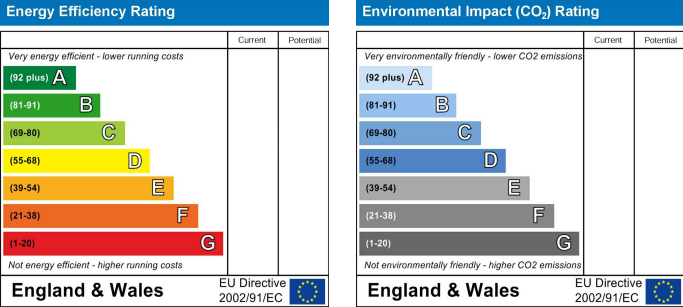 Energy Efficiency Rating
Current Potential
Very energy efficient - lower running costs
(92 plus) A
(81-91) B
(69-80) C
(55-68) D
(39-54) E
(21-38) F
(1-20) G
Not energy efficient - higher running costs
England & Wales
EU Directive
2002/91/EC
Environmental Impact (CO₂) Rating
Current Potential
Very environmentally friendly - lower CO2 emissions
(92 plus) A
(81-91) B
(69-80) C
(55-68) D
(39-54) E
(21-38) F
(1-20) G
Not environmentally friendly - higher CO2 emissions
England & Wales
EU Directive
2002/91/EC